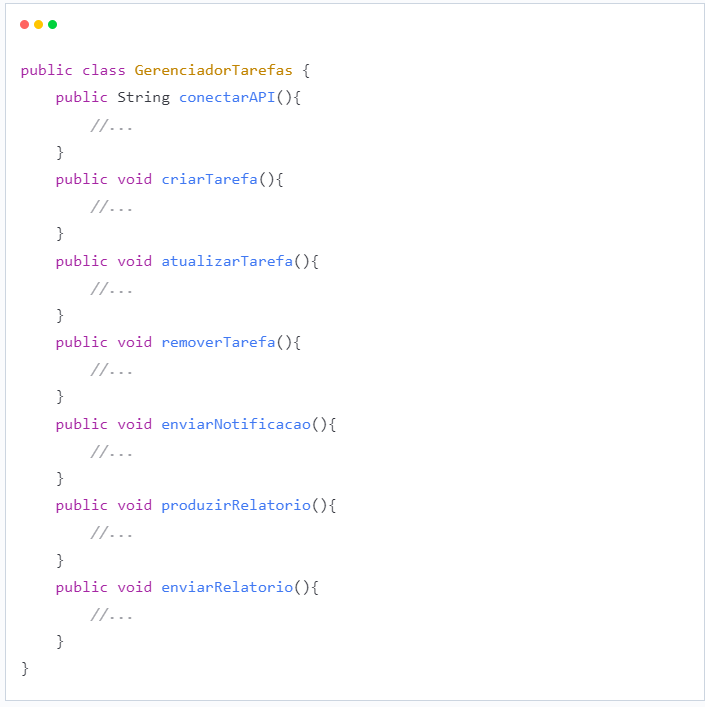 public class GerenciadorTarefas {
    public String conectarAPI(){
        //...
    }
    public void criarTarefa(){
        //...
    }
    public void atualizarTarefa(){
        //...
    }
    public void removerTarefa(){
        //...
    }
    public void enviarNotificacao(){
        //...
    }
    public void produzirRelatorio(){
        //...
    }
    public void enviarRelatorio(){
        //...
    }
}